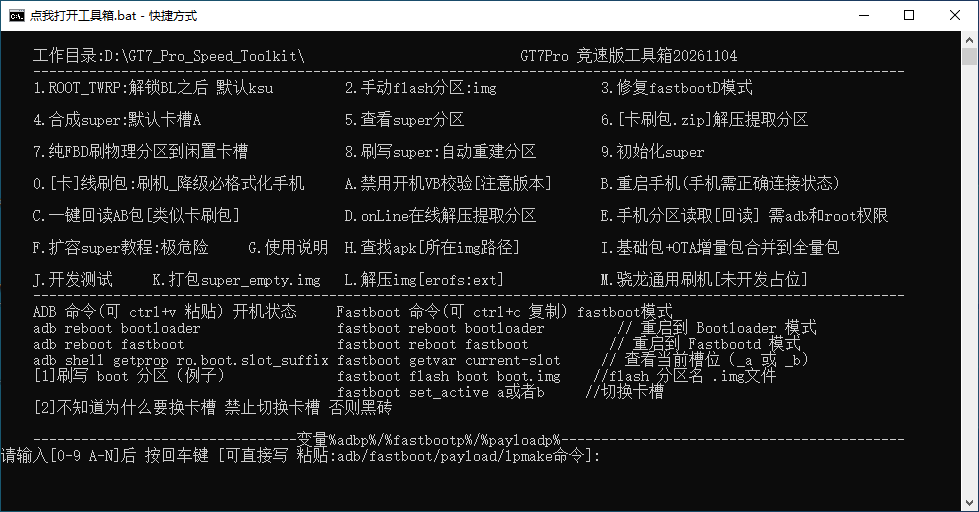 点我打开工具箱.bat - 快捷方式
工作目录:D:\GT7_Pro_Speed_Toolkit\ GT7Pro 竞速版工具箱20261104
------------------------------------------------------------------------------------------------------------
1.ROOT_TWRP:解锁BL之后 默认ksu 2.手动flash分区:img 3.修复fastbootD模式
4.合成super:默认卡槽A 5.查看super分区 6.[卡刷包.zip]解压提取分区
7.纯FBD刷物理分区到闲置卡槽 8.刷写super:自动重建分区 9.初始化super
0.[卡]线刷包:刷机_降级必格式化手机 A.禁用开机VB校验[注意版本] B.重启手机(手机需正确连接状态)
C.一键回读AB包[类似卡刷包] D.onLine在线解压提取分区 E.手机分区读取[回读] 需adb和root权限
F.扩容super教程:极危险 G.使用说明 H.查找apk[所在img路径] I.基础包+OTA增量包合并到全量包
J.开发测试 K.打包super_empty.img L.解压img[erofs:ext] M.骁龙通用刷机[未开发占位]
------------------------------------------------------------------------------------------------------------
ADB 命令(可 ctrl+v 粘贴) 开机状态 Fastboot 命令(可 ctrl+c 复制) fastboot模式
adb reboot bootloader fastboot reboot bootloader // 重启到 Bootloader 模式
adb reboot fastboot fastboot reboot fastboot // 重启到 Fastbootd 模式
adb shell getprop ro.boot.slot_suffix fastboot getvar current-slot // 查看当前槽位 (_a 或 _b)
[1]刷写 boot 分区 (例子) fastboot flash boot boot.img //flash 分区名 .img文件
fastboot set_active a或者b //切换卡槽
[2]不知道为什么要换卡槽 禁止切换卡槽 否则黑砖
---------------------------------变量%adbp%/%fastbootp%/%payloadp%-------------------------------------------
请输入[0-9 A-N]后 按回车键 [可直接写 粘贴:adb/fastboot/payload/lpmake命令]: